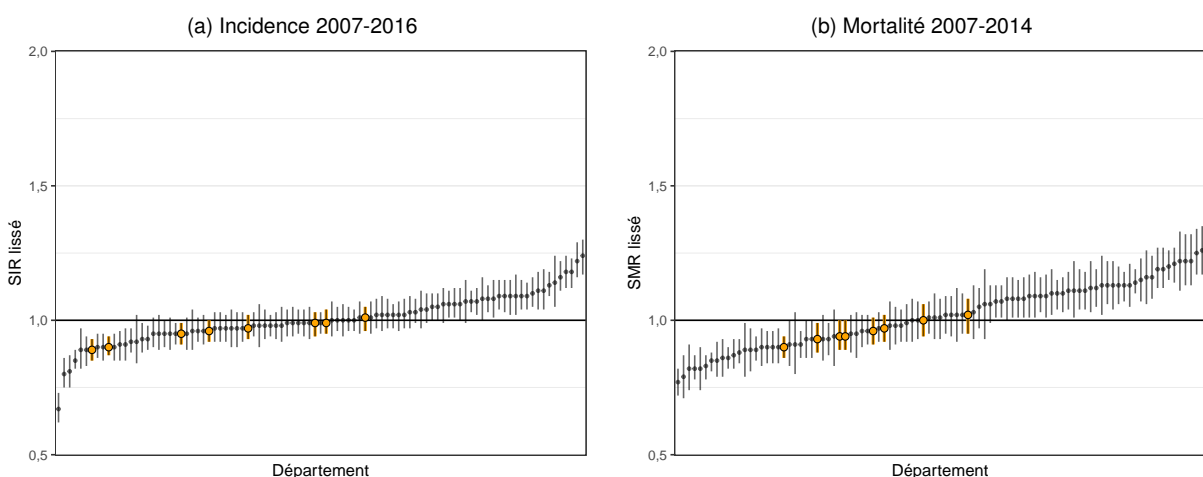 (a) Incidence 2007-2016
2,0
1,5
1,0
0,5
SIR lissé
Département
(b) Mortalité 2007-2014
2,0
1,5
1,0
0,5
SMR lissé
Département